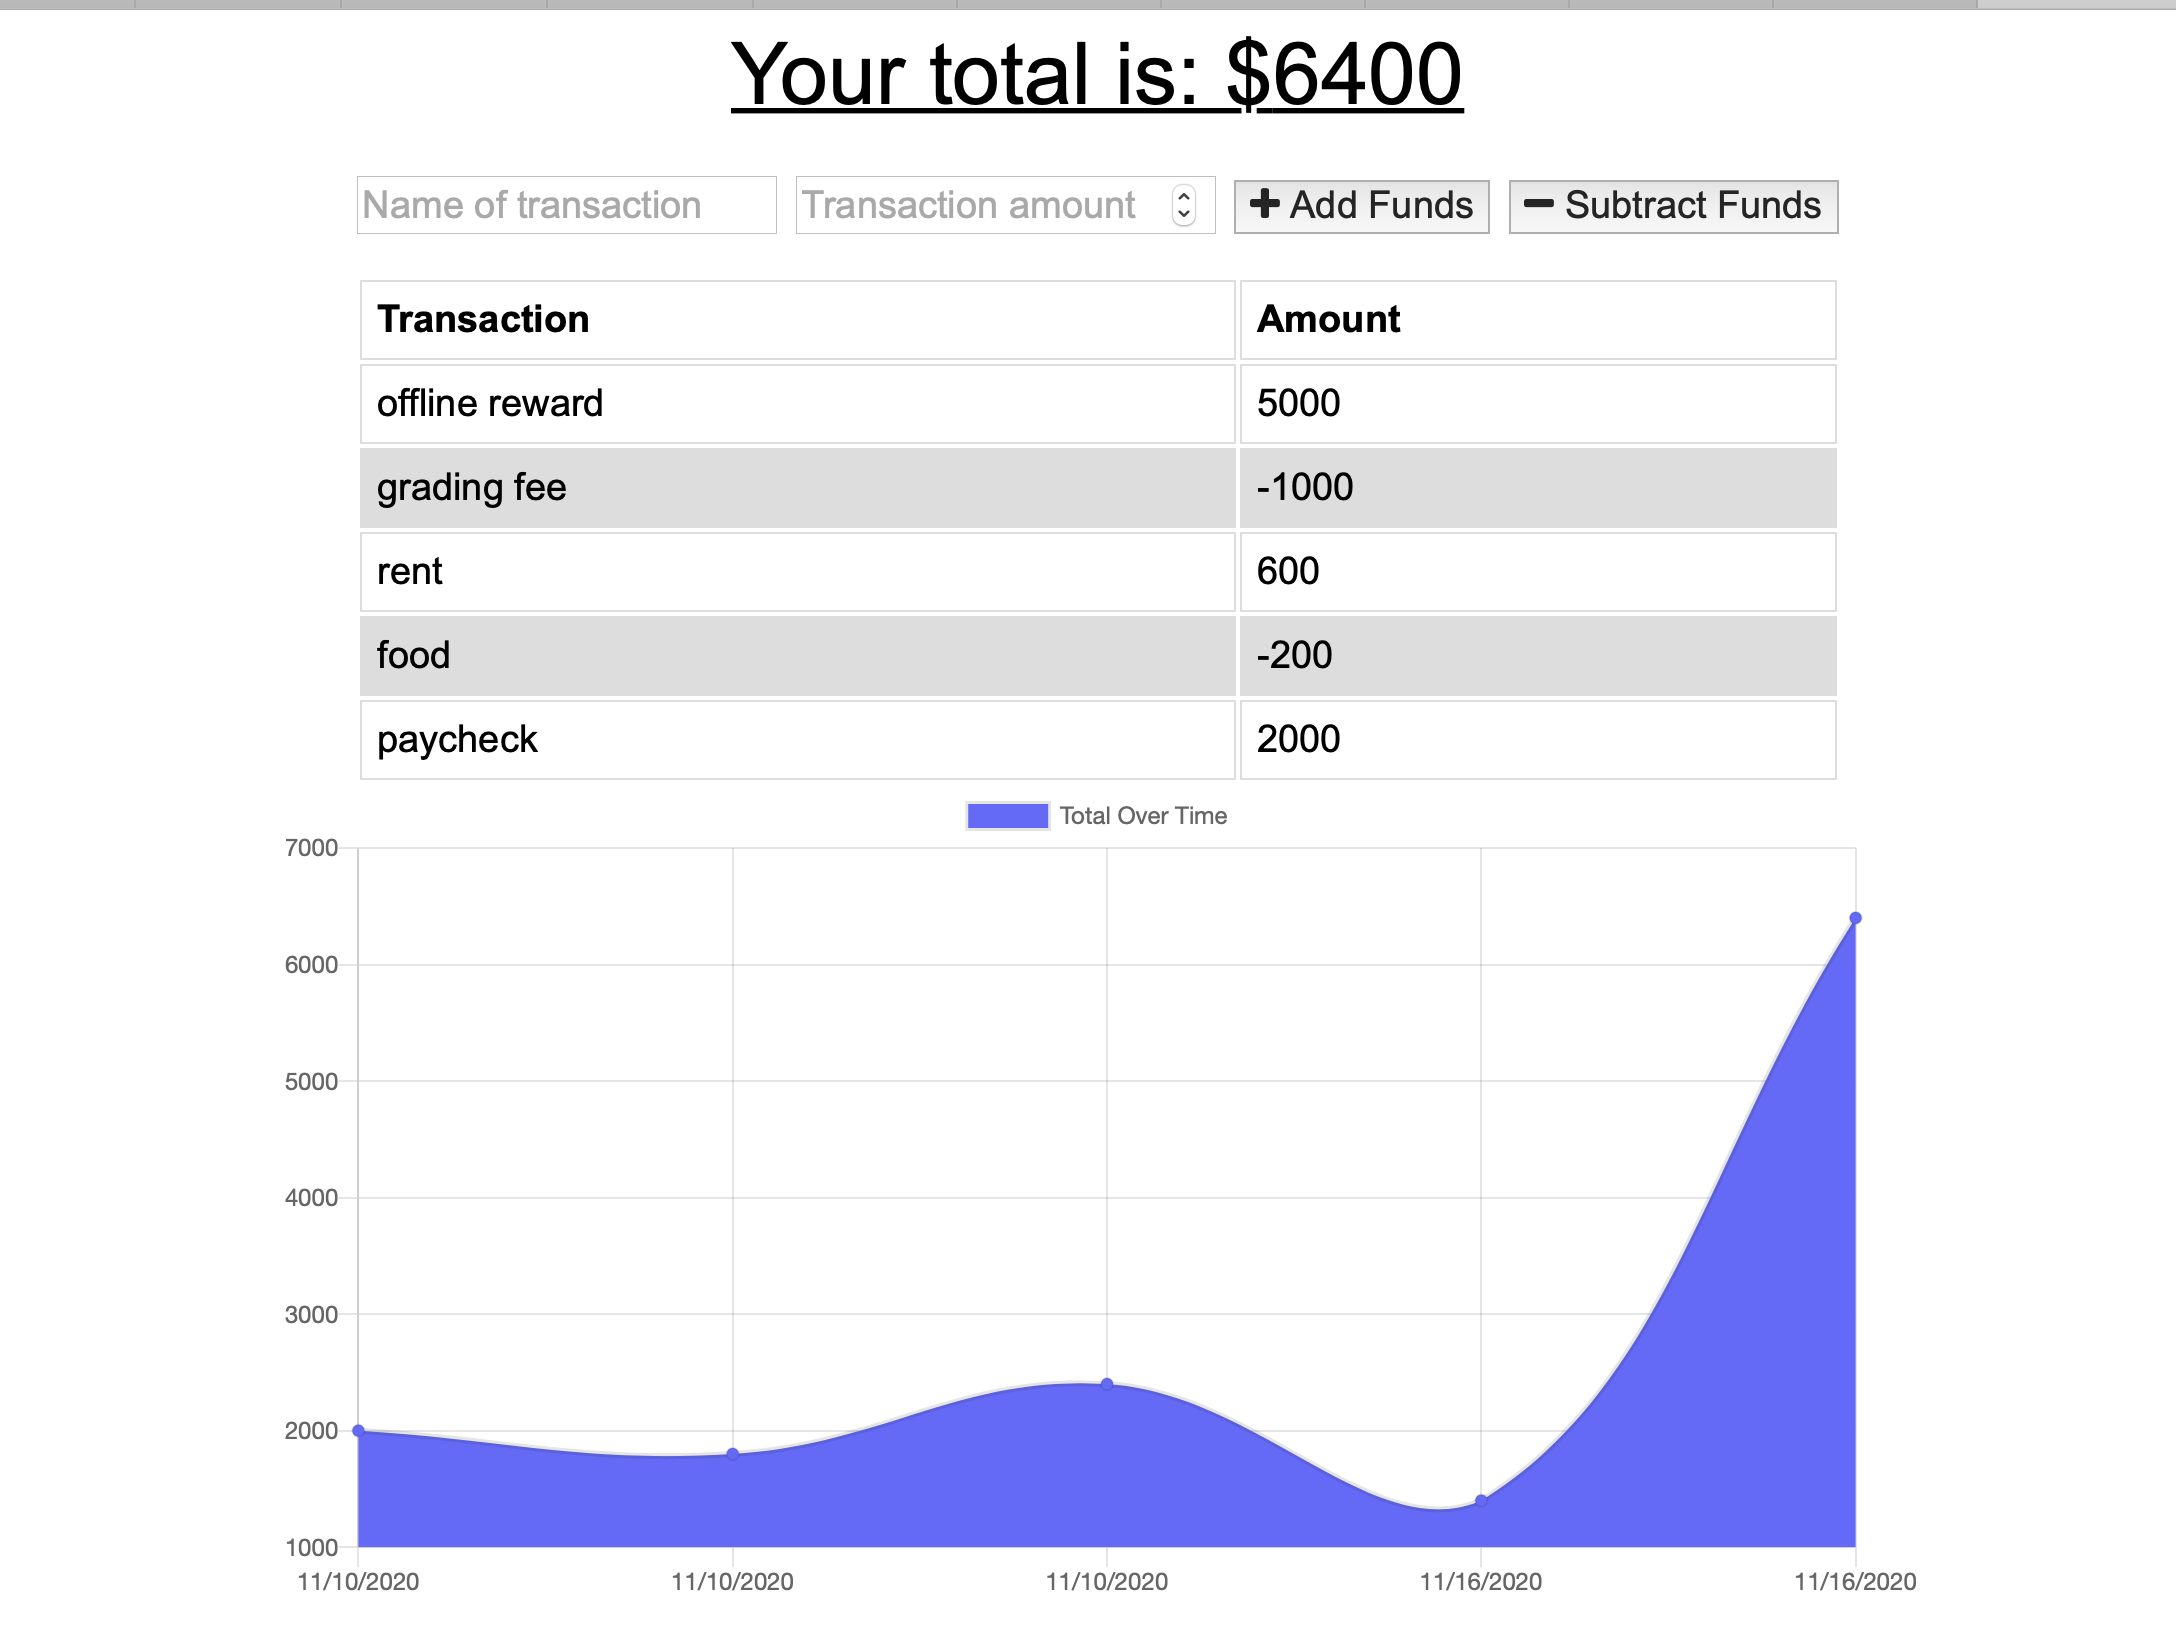 Your total is: $6400
Name of transaction Transaction amount Add Funds Subtract Funds
Transaction Amount
offline reward 5000
grading fee -1000
rent 600
food -200
paycheck 2000
Total Over Time
7000
6000
5000
4000
3000
2000
1000
11/10/2020 11/10/2020 11/10/2020 11/16/2020 11/16/2020